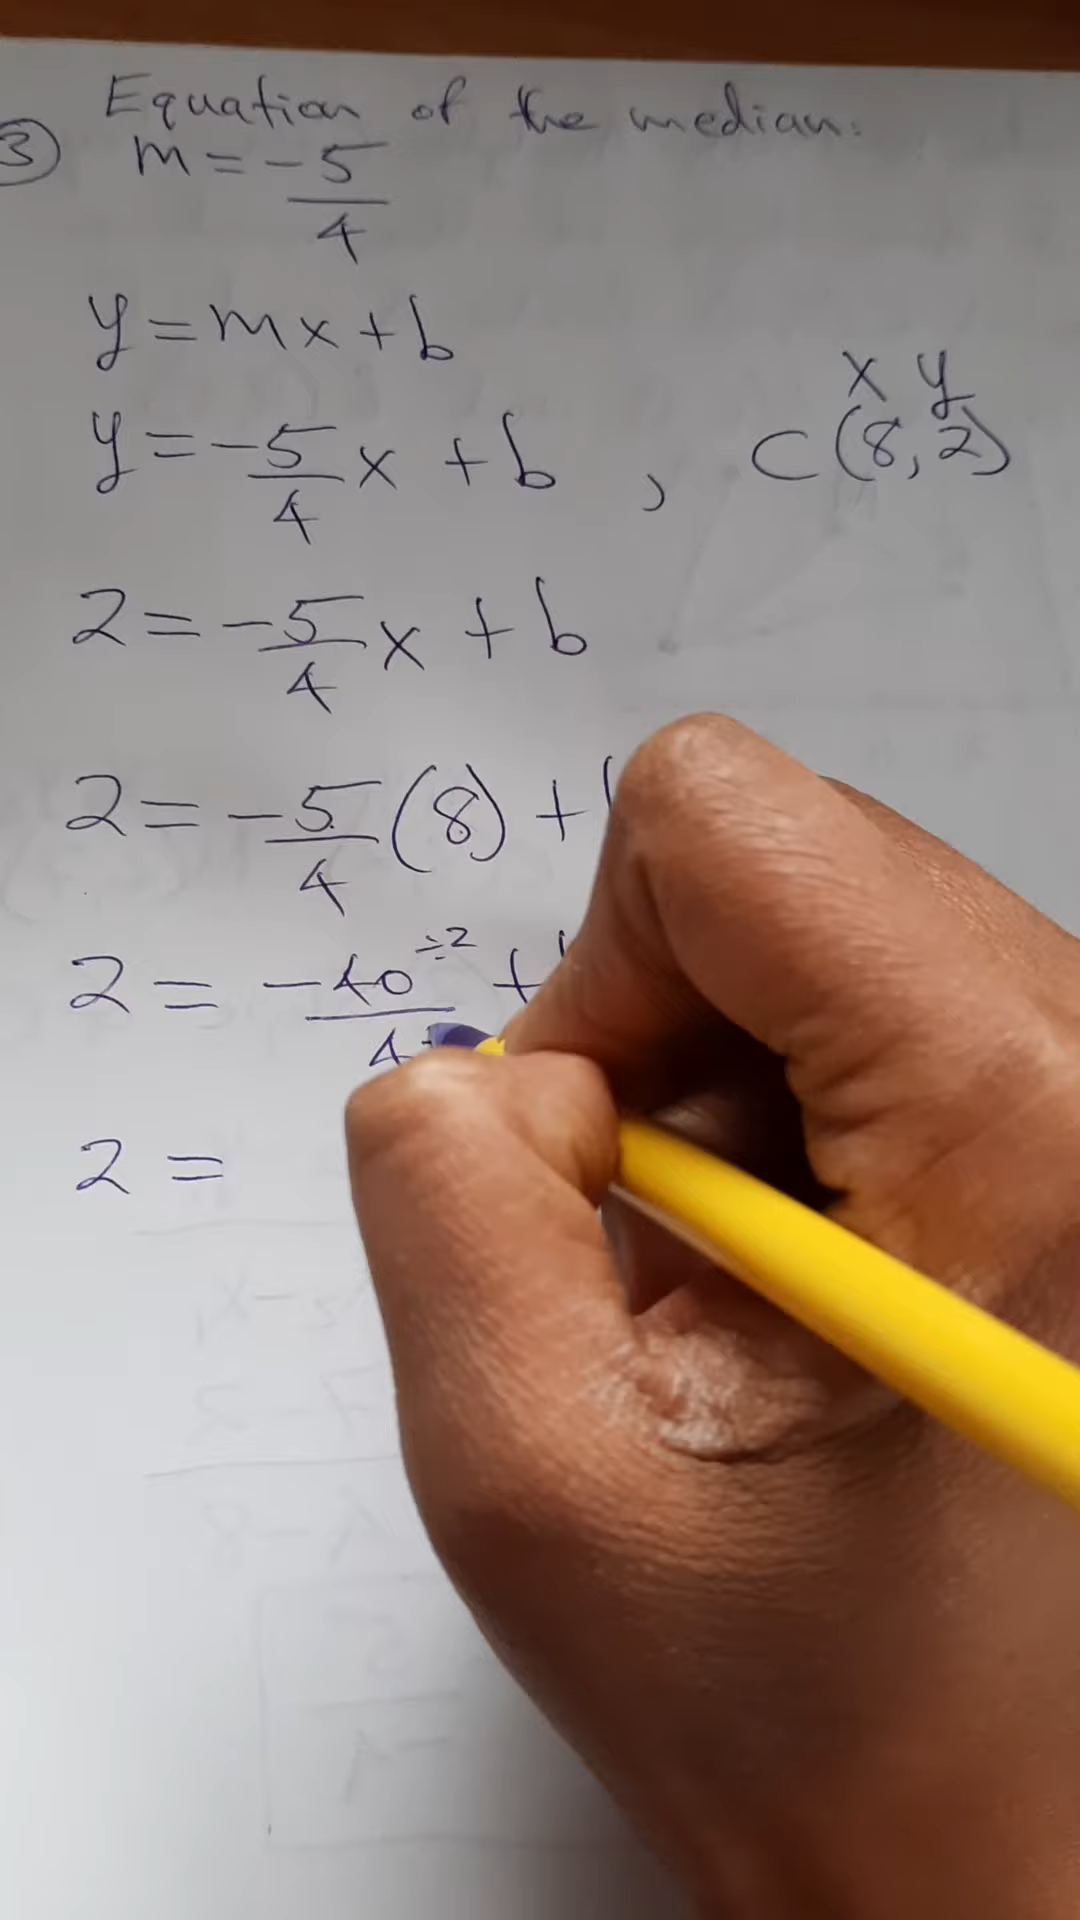 Equation of the median:
③ m = -5/4
y = mx + b
x y
y = -5/4 x + b , C(8, 2)
2 = -5/4 x + b
2 = -5/4 (8) +
2 = -40÷2/4 +
2 =